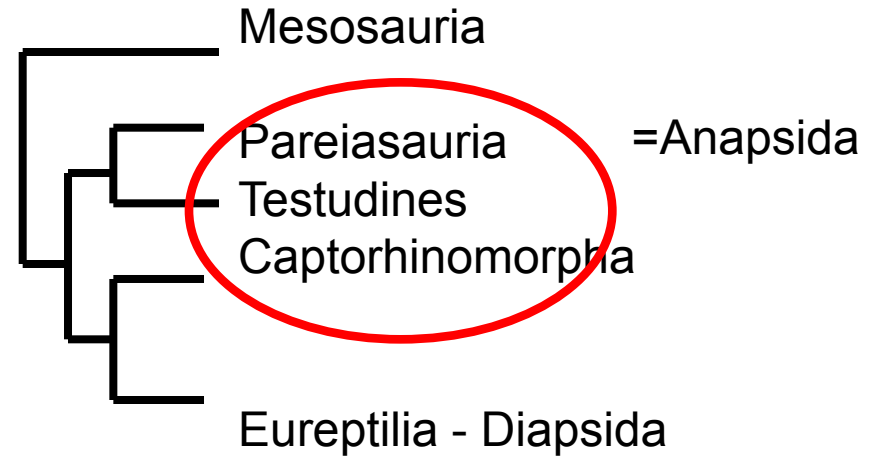 Mesosauria
Pareiasauria =Anapsida
Testudines
Captorhinomorpha
Eureptilia - Diapsida